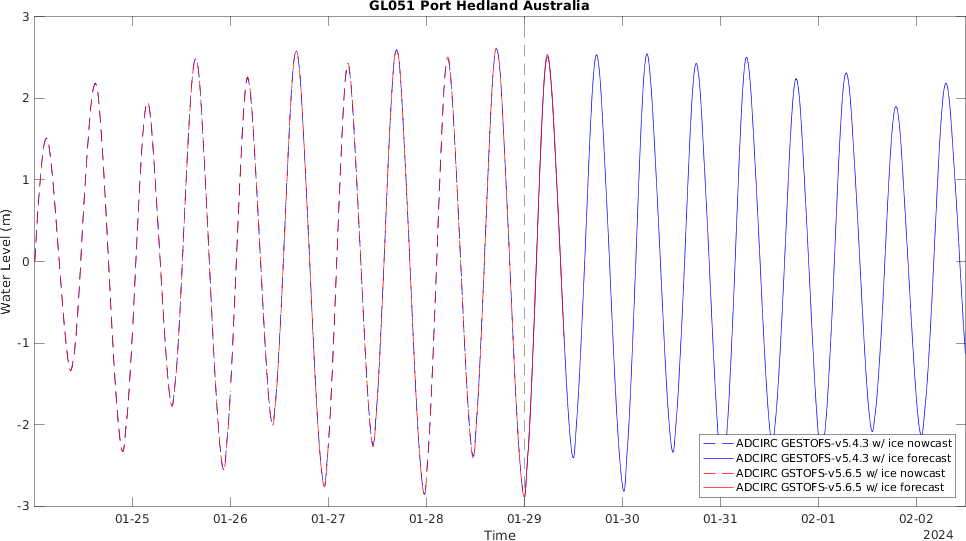 GL051 Port Hedland Australia
Water Level (m)
3
2
1
0
-1
-2
-3
01-25 01-26 01-27 01-28 01-29 01-30 01-31 02-01 02-02
Time
2024
ADCIRC GESTOFS-v5.4.3 w/ ice nowcast
ADCIRC GESTOFS-v5.4.3 w/ ice forecast
ADCIRC GSTOFS-v5.6.5 w/ ice nowcast
ADCIRC GSTOFS-v5.6.5 w/ ice forecast